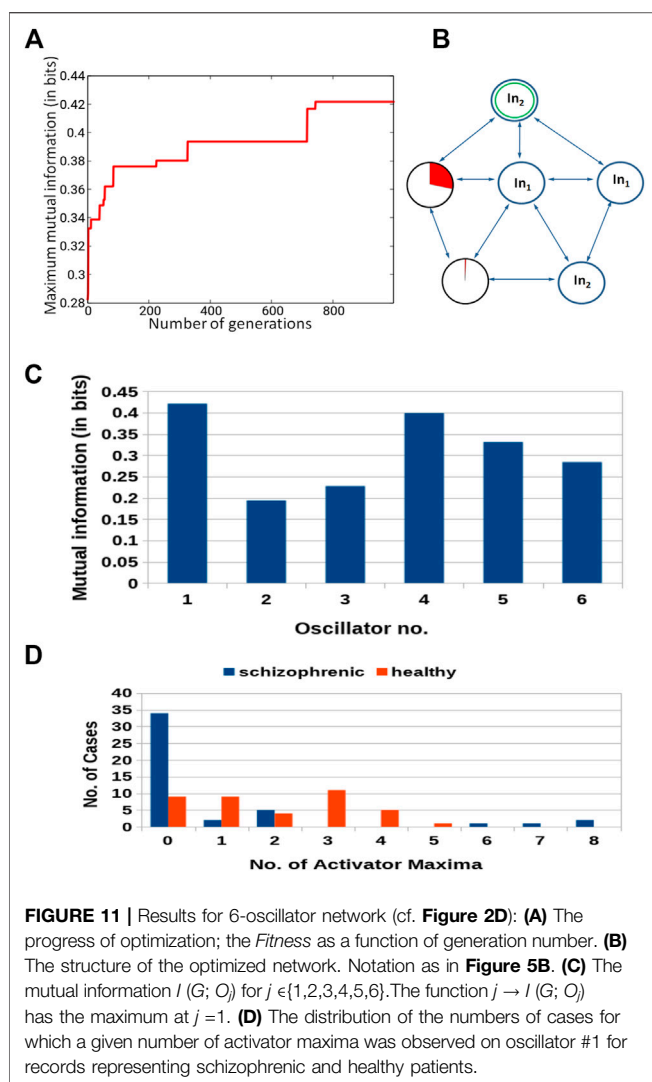 A
Maximum mutual information (in bits)
0.44
0.42
0.4
0.38
0.36
0.34
0.32
0.3
0.28
0
200
400
600
800
Number of generations
B
In2
In1
In1
In2
C
Mutual information (in bits)
0.45
0.4
0.35
0.3
0.25
0.2
0.15
0.1
0.05
0
1
2
3
4
5
6
Oscillator no.
D
schizophrenic
healthy
No. of Cases
40
35
30
25
20
15
10
5
0
0
1
2
3
4
5
6
7
8
No. of Activator Maxima
FIGURE 11 | Results for 6-oscillator network (cf. Figure 2D): (A) The
progress of optimization; the Fitness as a function of generation number. (B)
The structure of the optimized network. Notation as in Figure 5B. (C) The
mutual information I (G; Oj) for j ϵ{1,2,3,4,5,6}.The function j → I (G; Oj)
has the maximum at j =1. (D) The distribution of the numbers of cases for
which a given number of activator maxima was observed on oscillator #1 for
records representing schizophrenic and healthy patients.